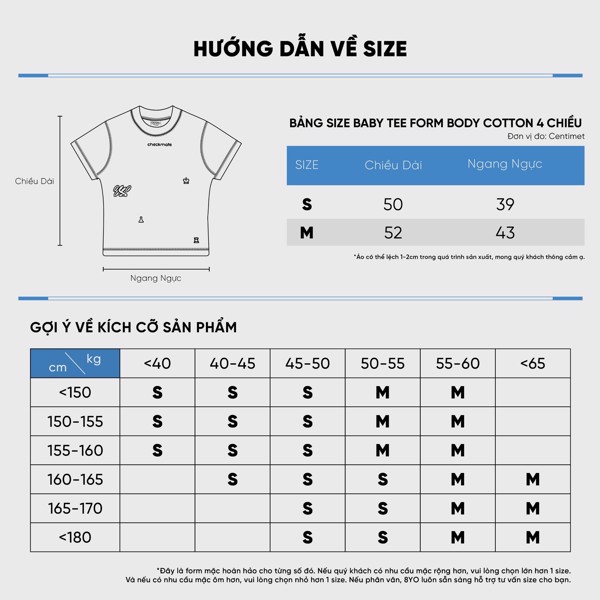 HƯỚNG DẪN VỀ SIZE
BẢNG SIZE BABY TEE FORM BODY COTTON 4 CHIỀU
Đơn vị đo: Centimet
SIZE Chiều Dài Ngang Ngực
S 50 39
M 52 43
*Áo có thể lệch 1-2cm trong quá trình sản xuất, mong quý khách thông cảm ạ.
Chiều Dài
checkmate
Ngang Ngực
GỢI Ý VỀ KÍCH CỠ SẢN PHẨM
cm kg <40 40-45 45-50 50-55 55-60 <65
<150 S S S M M
150-155 S S S M M
155-160 S S S M M
160-165 S S S M M
165-170 S S M M
<180 S S M M
*Đây là form mặc hoàn hảo cho từng số đó. Nếu quý khách có nhu cầu mặc rộng hơn, vui lòng chọn lớn hơn 1 size.
Và nếu có nhu cầu mặc ôm hơn, vui lòng chọn nhỏ hơn 1 size. Nếu phân vân, 8YO luôn sẵn sàng hỗ trợ tư vấn size cho bạn.